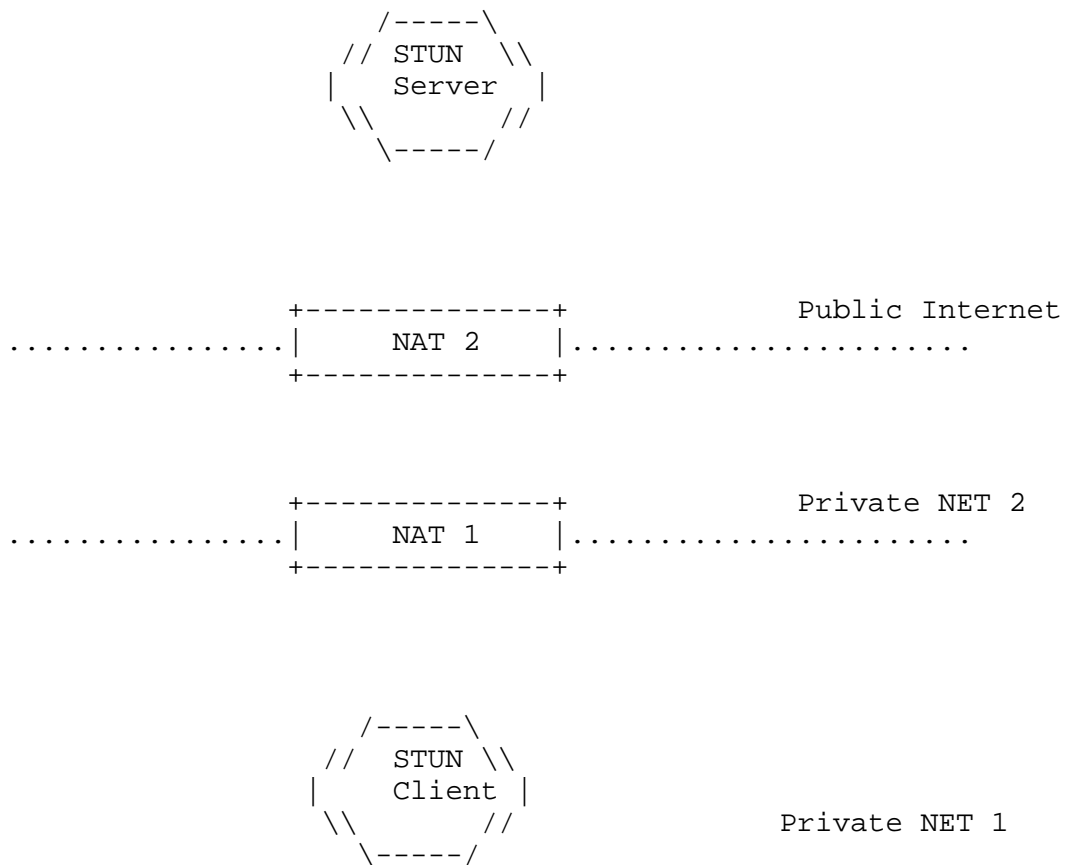 /-----\
// STUN \\
| Server |
\\ //
\-----/
+--------------+ Public Internet
................| NAT 2 |.......................
+--------------+
+--------------+ Private NET 2
................| NAT 1 |.......................
+--------------+
/-----\
// STUN \\
| Client |
\\ // Private NET 1
\-----/